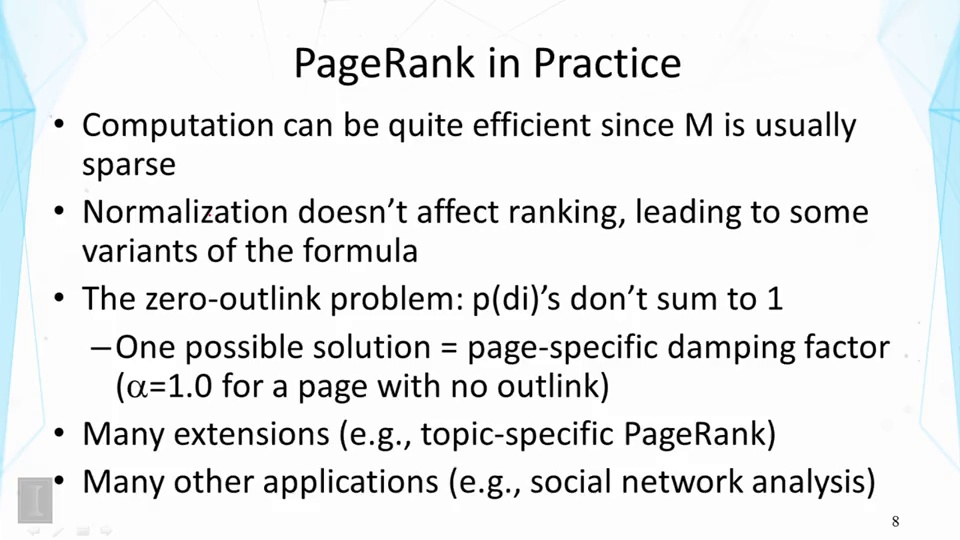 PageRank in Practice
• Computation can be quite efficient since M is usually
sparse
• Normalization doesn’t affect ranking, leading to some
variants of the formula
• The zero-outlink problem: p(di)’s don’t sum to 1
–One possible solution = page-specific damping factor
(α=1.0 for a page with no outlink)
• Many extensions (e.g., topic-specific PageRank)
• Many other applications (e.g., social network analysis)
I
8